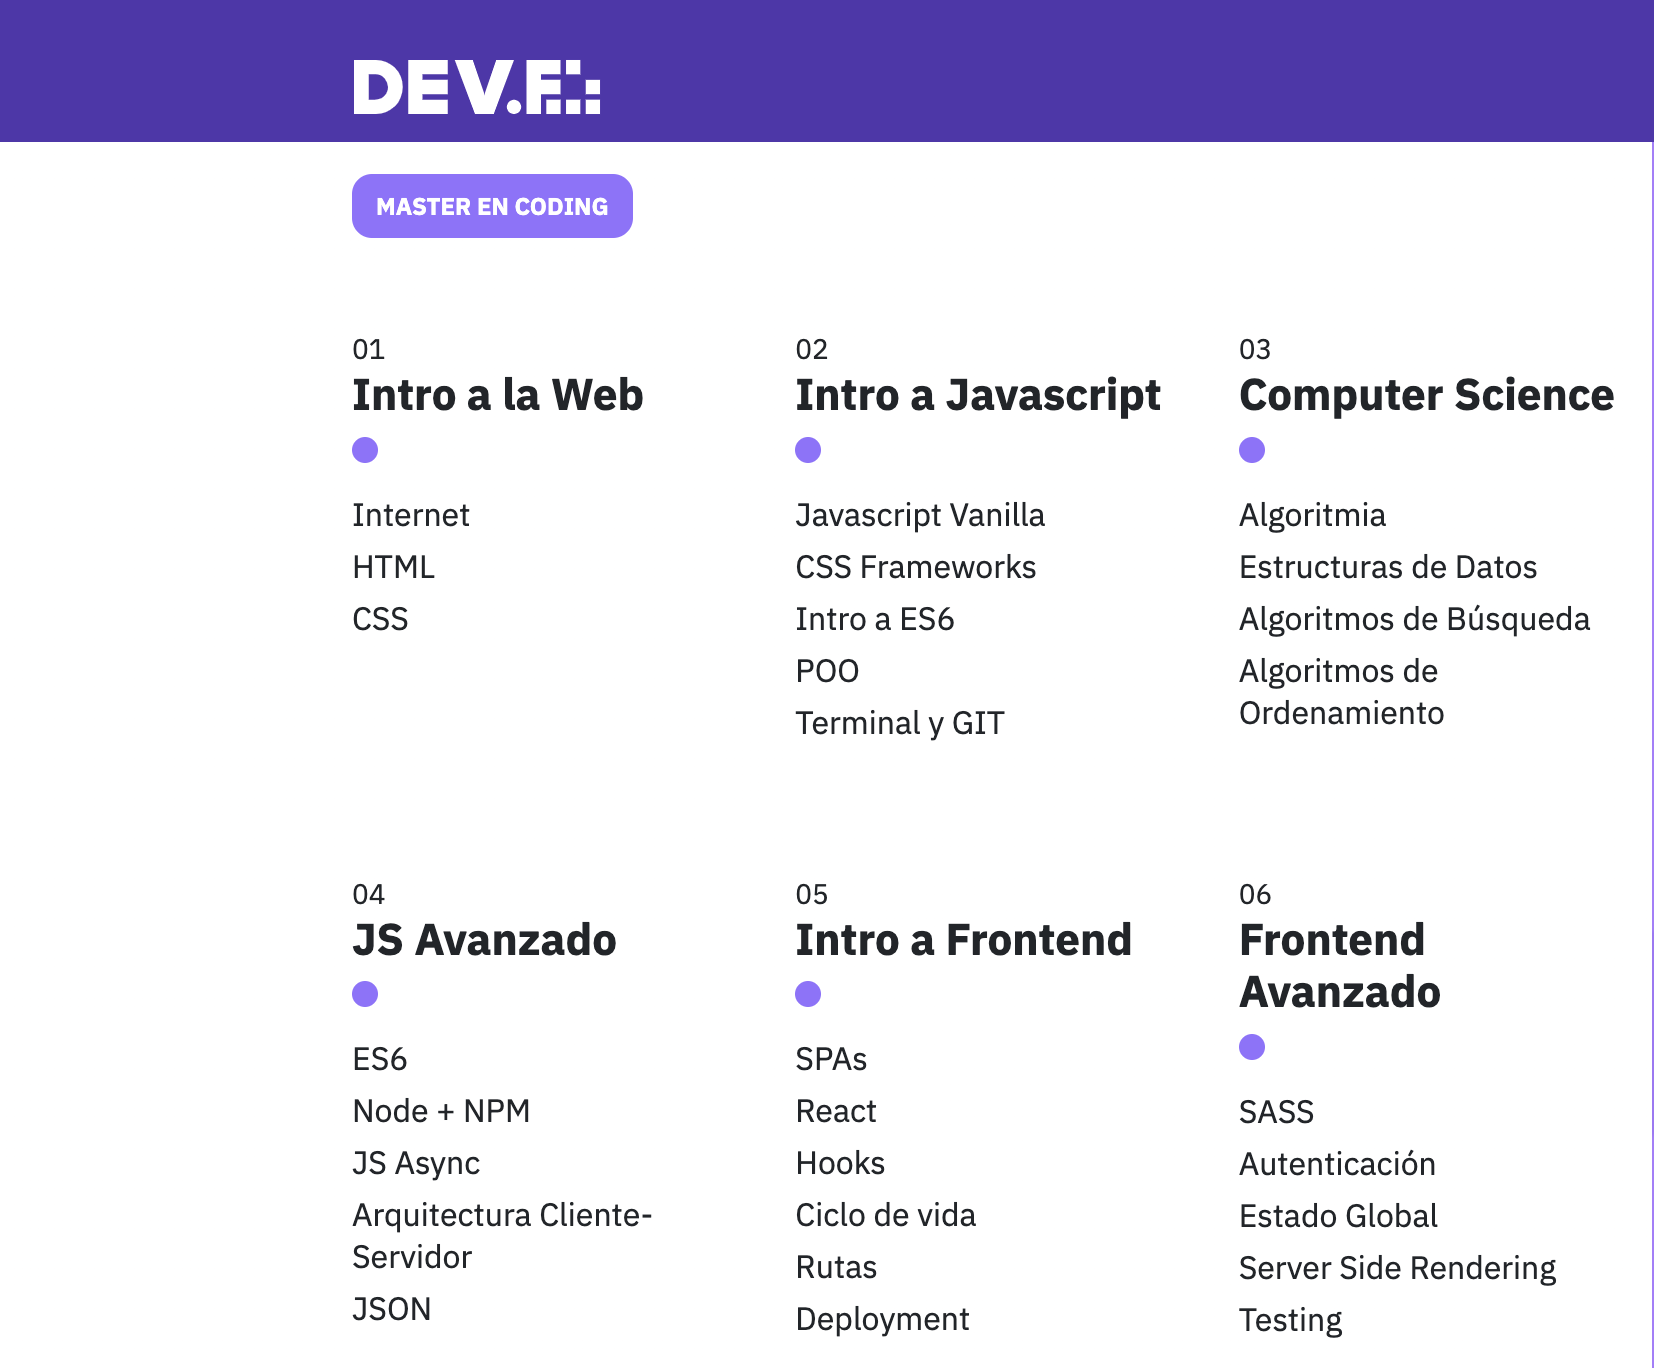 DEV.F.:
MASTER EN CODING
01
Intro a la Web
Internet
HTML
CSS
02
Intro a Javascript
Javascript Vanilla
CSS Frameworks
Intro a ES6
POO
Terminal y GIT
03
Computer Science
Algoritmia
Estructuras de Datos
Algoritmos de Búsqueda
Algoritmos de
Ordenamiento
04
JS Avanzado
ES6
Node + NPM
JS Async
Arquitectura Cliente-
Servidor
JSON
05
Intro a Frontend
SPAs
React
Hooks
Ciclo de vida
Rutas
Deployment
06
Frontend
Avanzado
SASS
Autenticación
Estado Global
Server Side Rendering
Testing